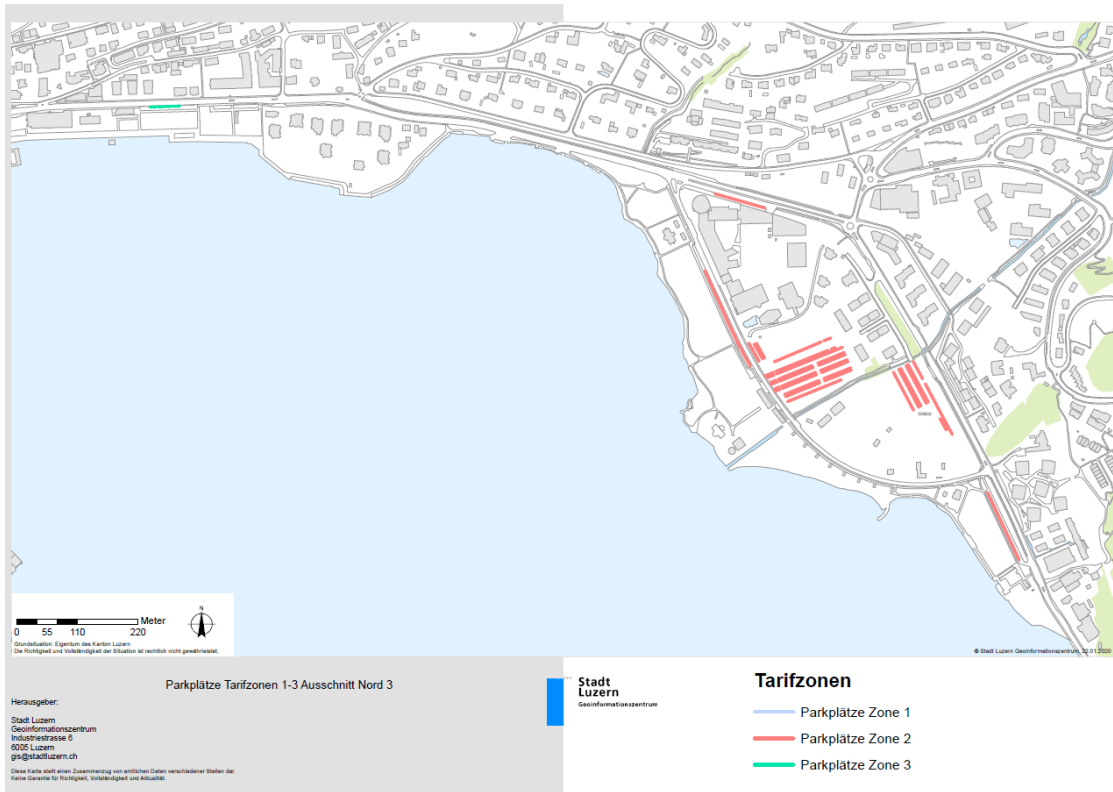 N
Meter
0 55 110 220
Grundsituation: Eigentum des Kanton Luzern
Die Richtigkeit und Vollständigkeit der Situation ist rechtlich nicht gewährleistet.
© Stadt Luzern Geoinformationszentrum, 22.01.2020
Parkplätze Tarifzonen 1-3 Ausschnitt Nord 3
Herausgeber:
Stadt Luzern
Geoinformationszentrum
Industriestrasse 6
6005 Luzern
gis@stadtluzern.ch
Diese Karte stellt einen Zusammenzug von amtlichen Daten verschiedener Stellen dar.
Keine Garantie für Richtigkeit, Vollständigkeit und Aktualität.
Stadt
Luzern
Geoinformationszentrum
Tarifzonen
Parkplätze Zone 1
Parkplätze Zone 2
Parkplätze Zone 3